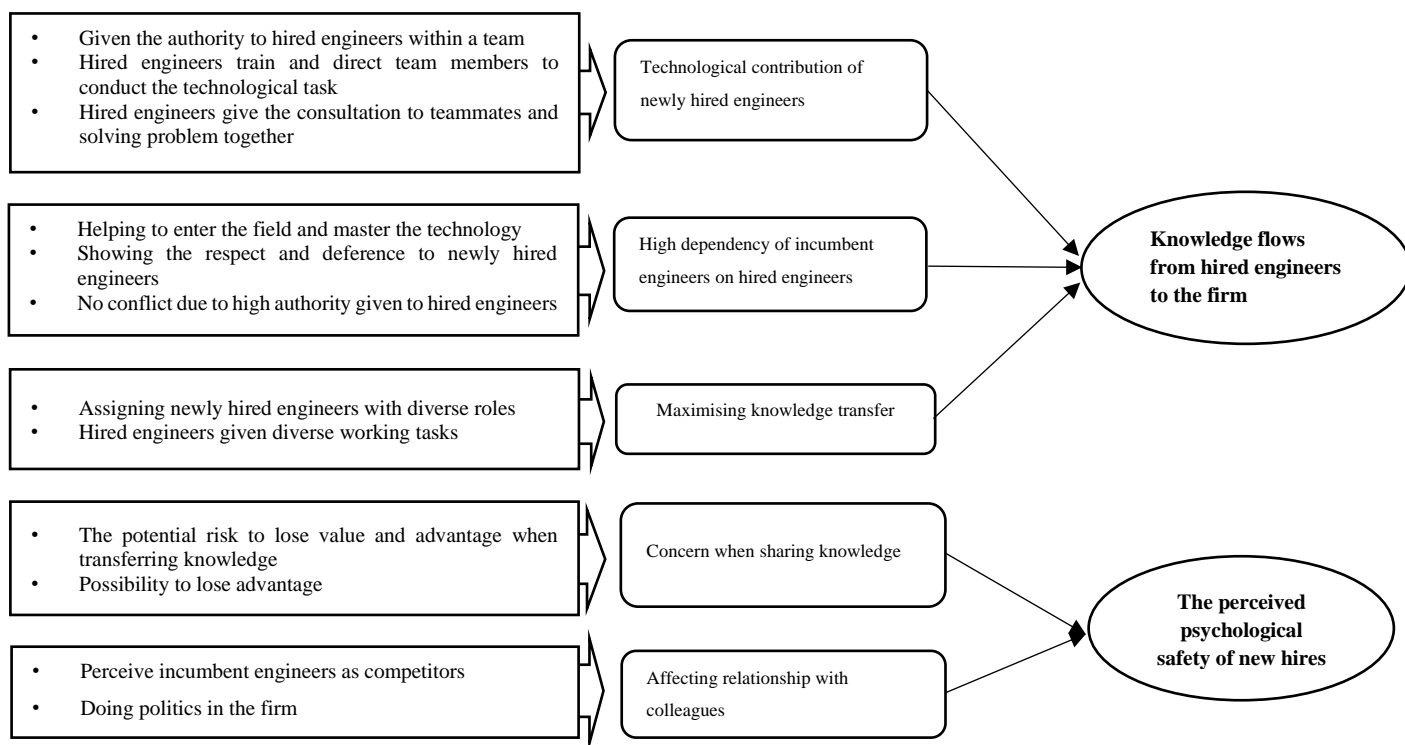 • Given the authority to hired engineers within a team
• Hired engineers train and direct team members to
conduct the technological task
• Hired engineers give the consultation to teammates and
solving problem together
Technological contribution of
newly hired engineers
• Helping to enter the field and master the technology
• Showing the respect and deference to newly hired
engineers
• No conflict due to high authority given to hired engineers
High dependency of incumbent
engineers on hired engineers
Knowledge flows
from hired engineers
to the firm
• Assigning newly hired engineers with diverse roles
• Hired engineers given diverse working tasks
Maximising knowledge transfer
• The potential risk to lose value and advantage when
transferring knowledge
• Possibility to lose advantage
Concern when sharing knowledge
The perceived
psychological
safety of new hires
• Perceive incumbent engineers as competitors
• Doing politics in the firm
Affecting relationship with
colleagues